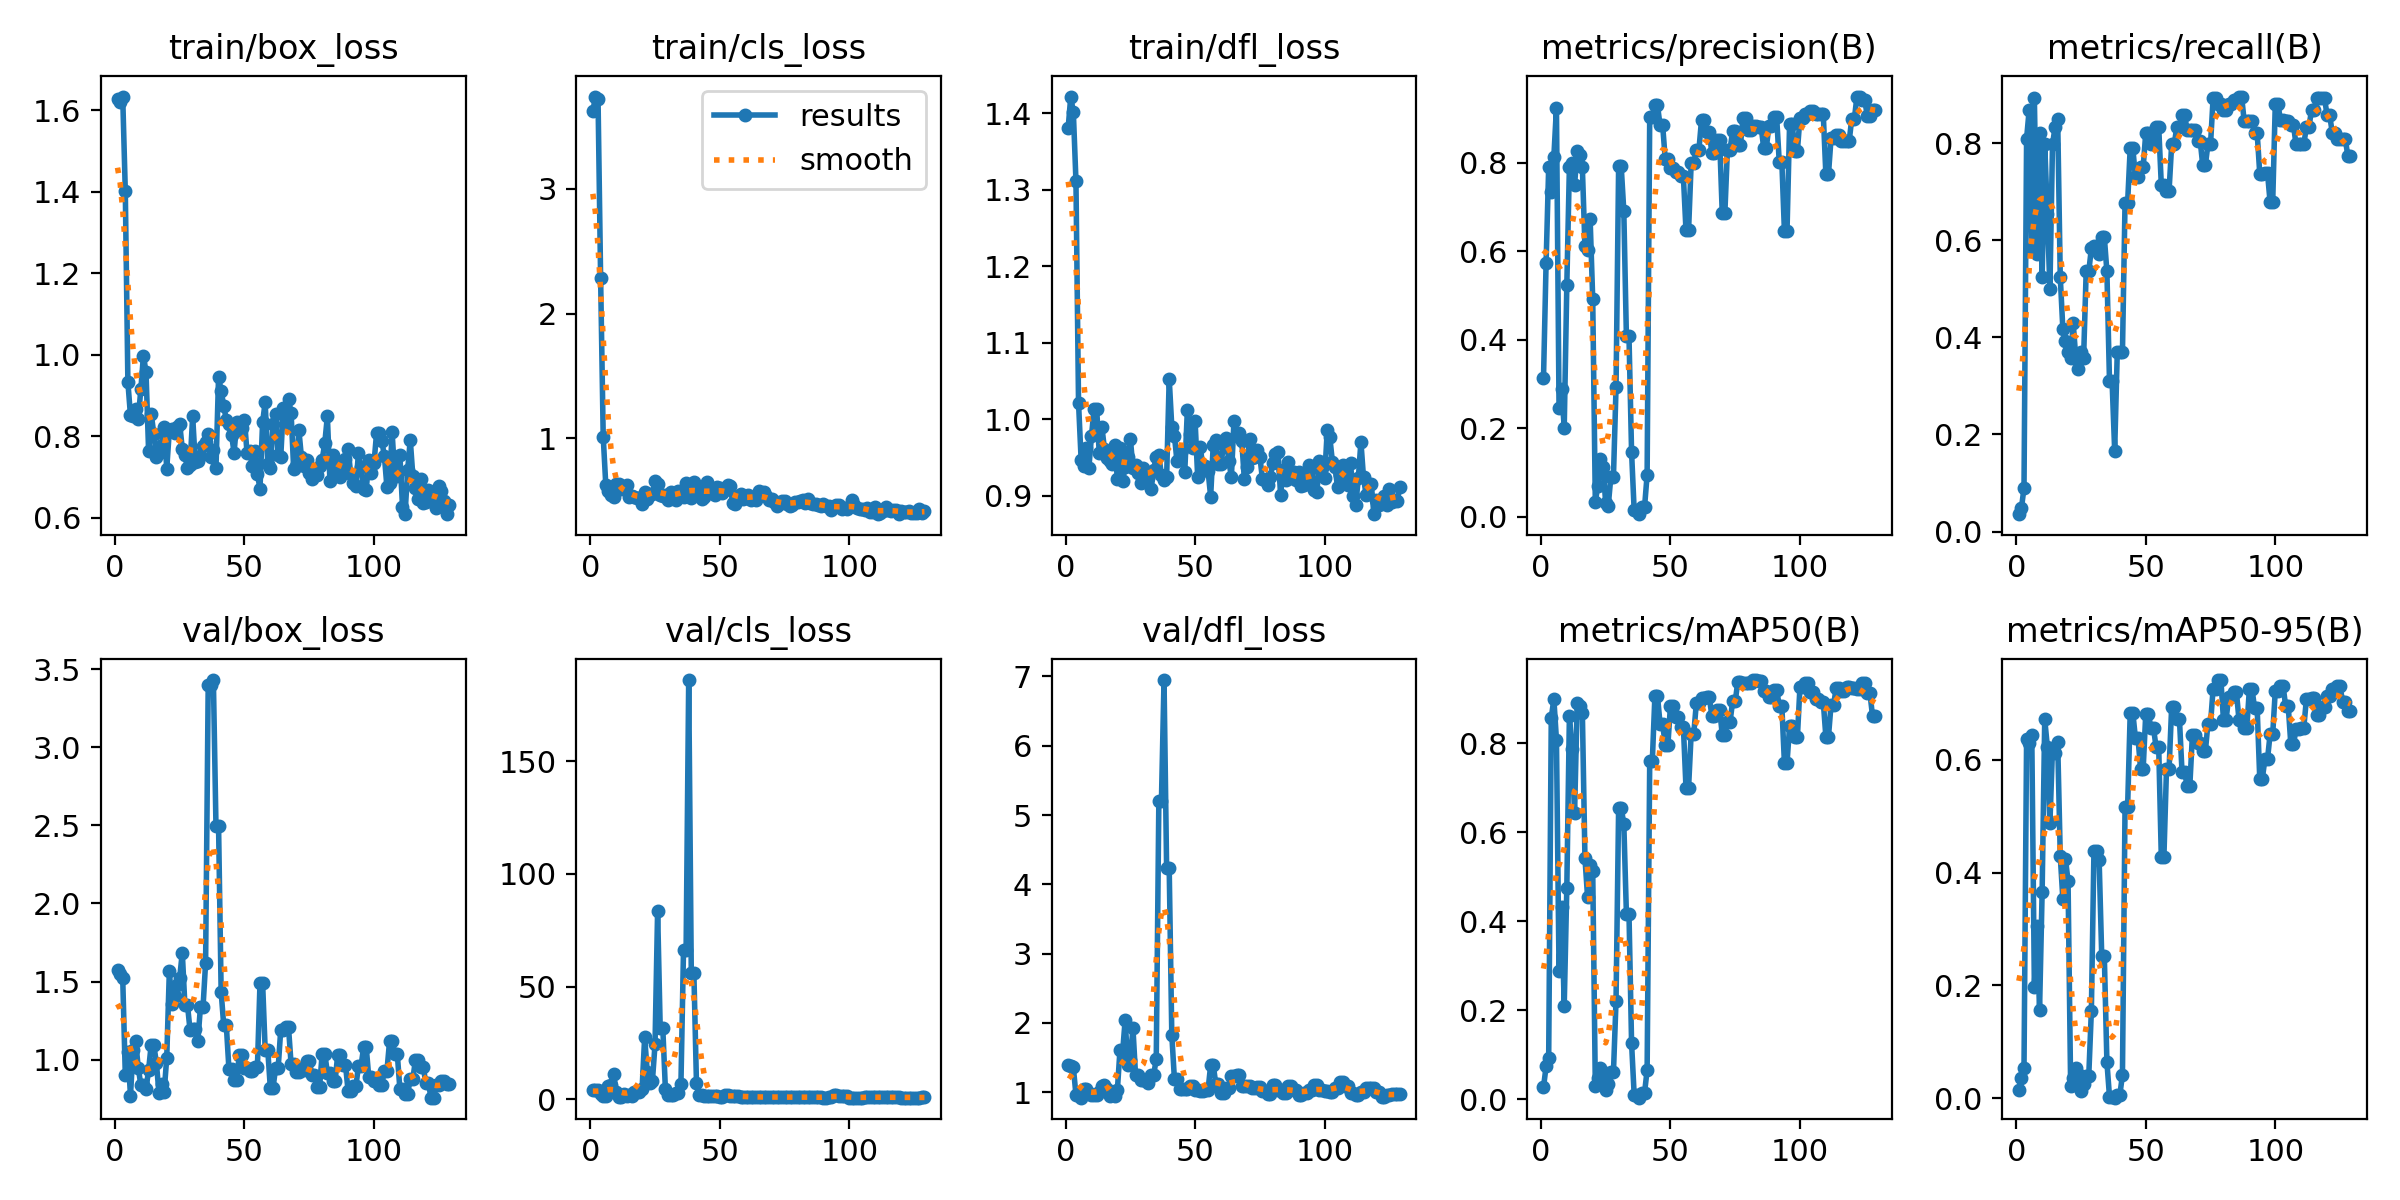 train/box_loss
1.6
1.4
1.2
1.0
0.8
0.6
0 50 100
train/cls_loss
results
smooth
3
2
1
0 50 100
train/dfl_loss
1.4
1.3
1.2
1.1
1.0
0.9
0 50 100
metrics/precision(B)
0.8
0.6
0.4
0.2
0.0
0 50 100
metrics/recall(B)
0.8
0.6
0.4
0.2
0.0
0 50 100
val/box_loss
3.5
3.0
2.5
2.0
1.5
1.0
0 50 100
val/cls_loss
150
100
50
0
0 50 100
val/dfl_loss
7
6
5
4
3
2
1
0 50 100
metrics/mAP50(B)
0.8
0.6
0.4
0.2
0.0
0 50 100
metrics/mAP50-95(B)
0.6
0.4
0.2
0.0
0 50 100